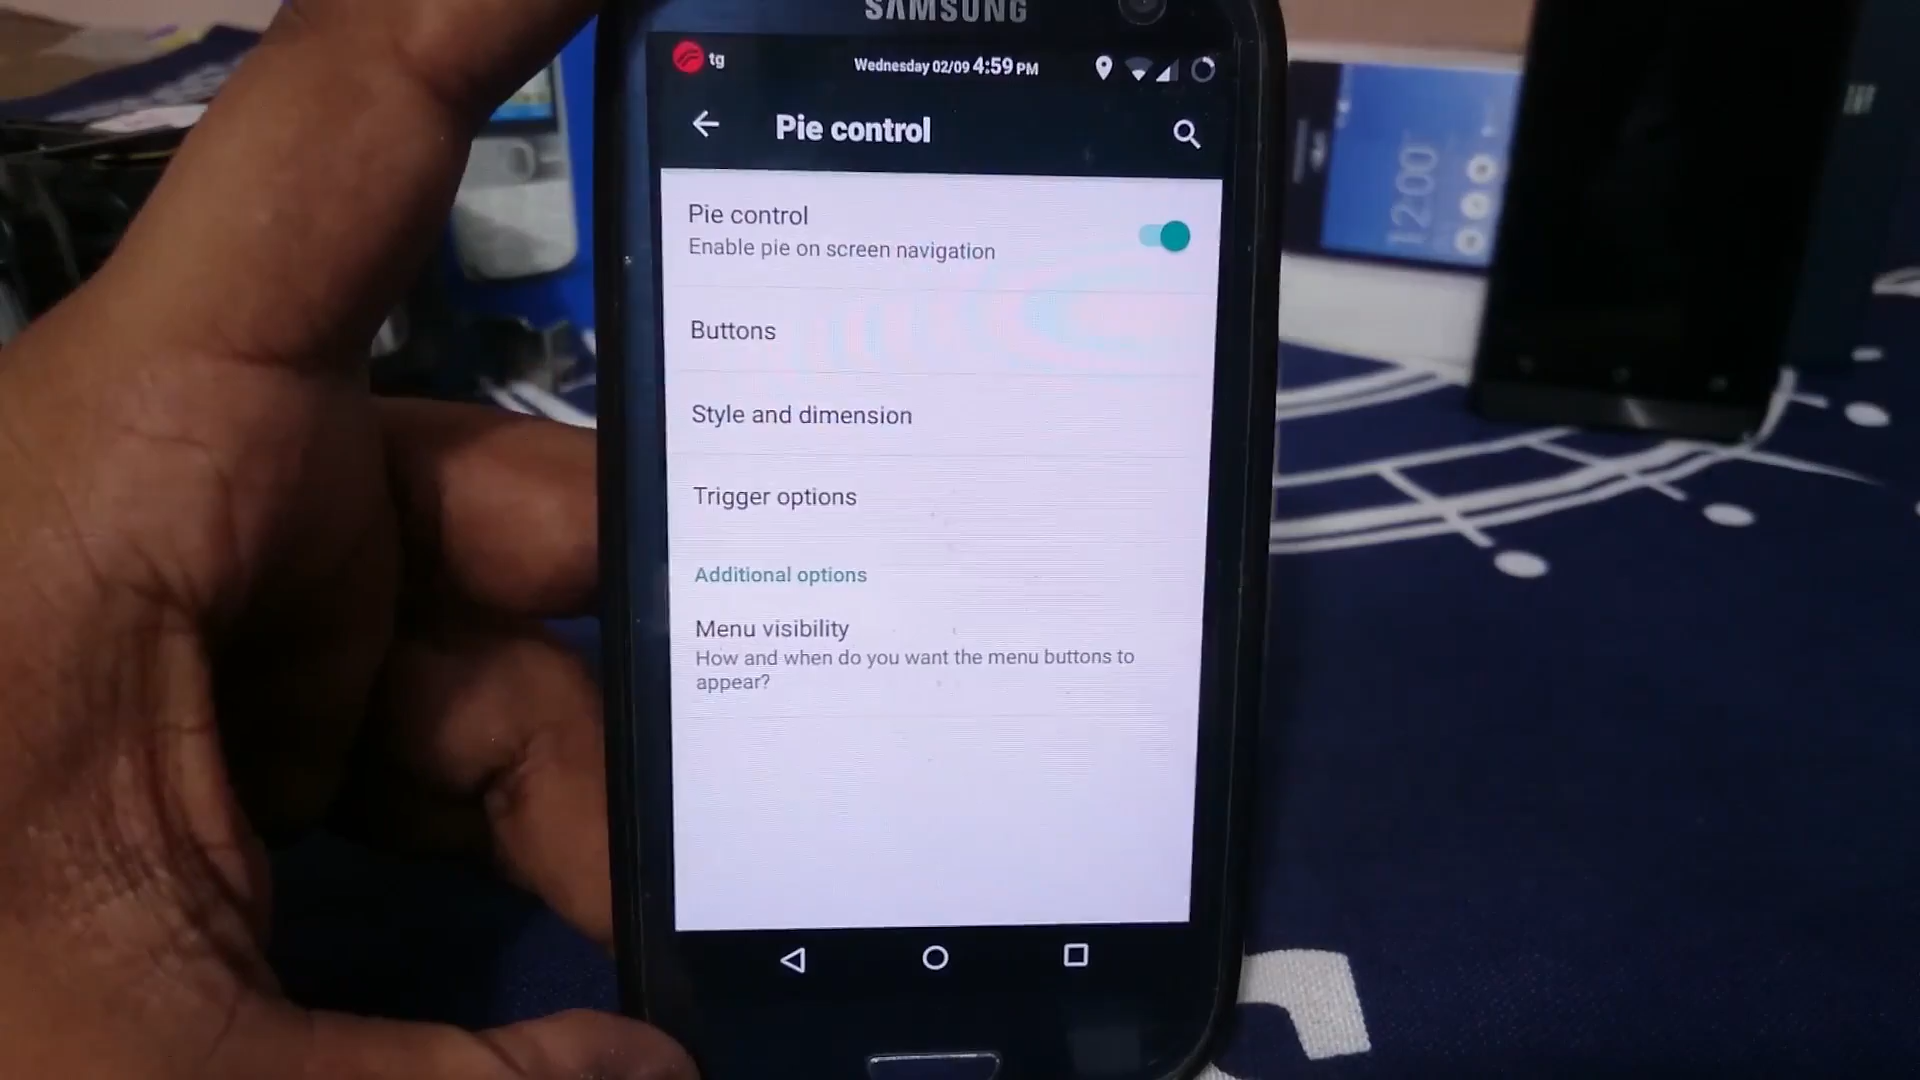 SAMSUNG
tg
Wednesday 02/09 4:59 PM
Pie control
Pie control
Enable pie on screen navigation
Buttons
Style and dimension
Trigger options
Additional options
Menu visibility
How and when do you want the menu buttons to
appear?
12:00